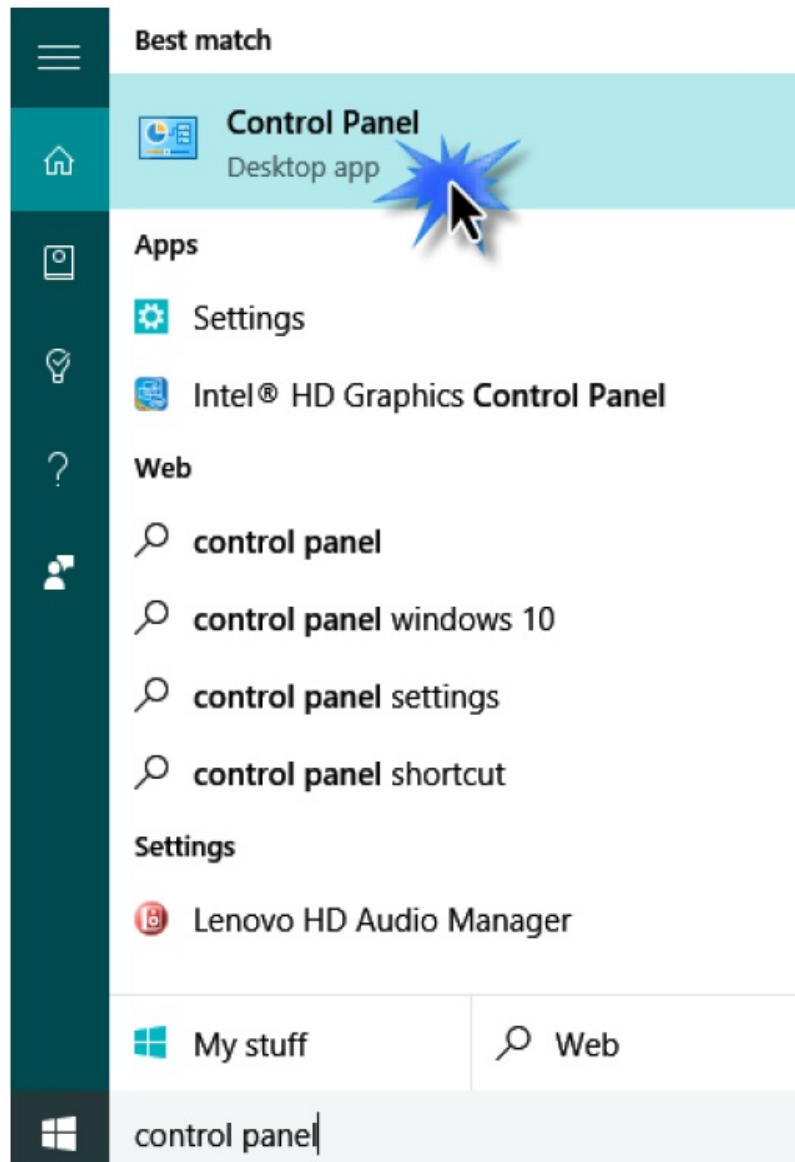 Best match
Control Panel
Desktop app
Apps
Settings
Intel® HD Graphics Control Panel
Web
control panel
control panel windows 10
control panel settings
control panel shortcut
Settings
Lenovo HD Audio Manager
My stuff
Web
control panel